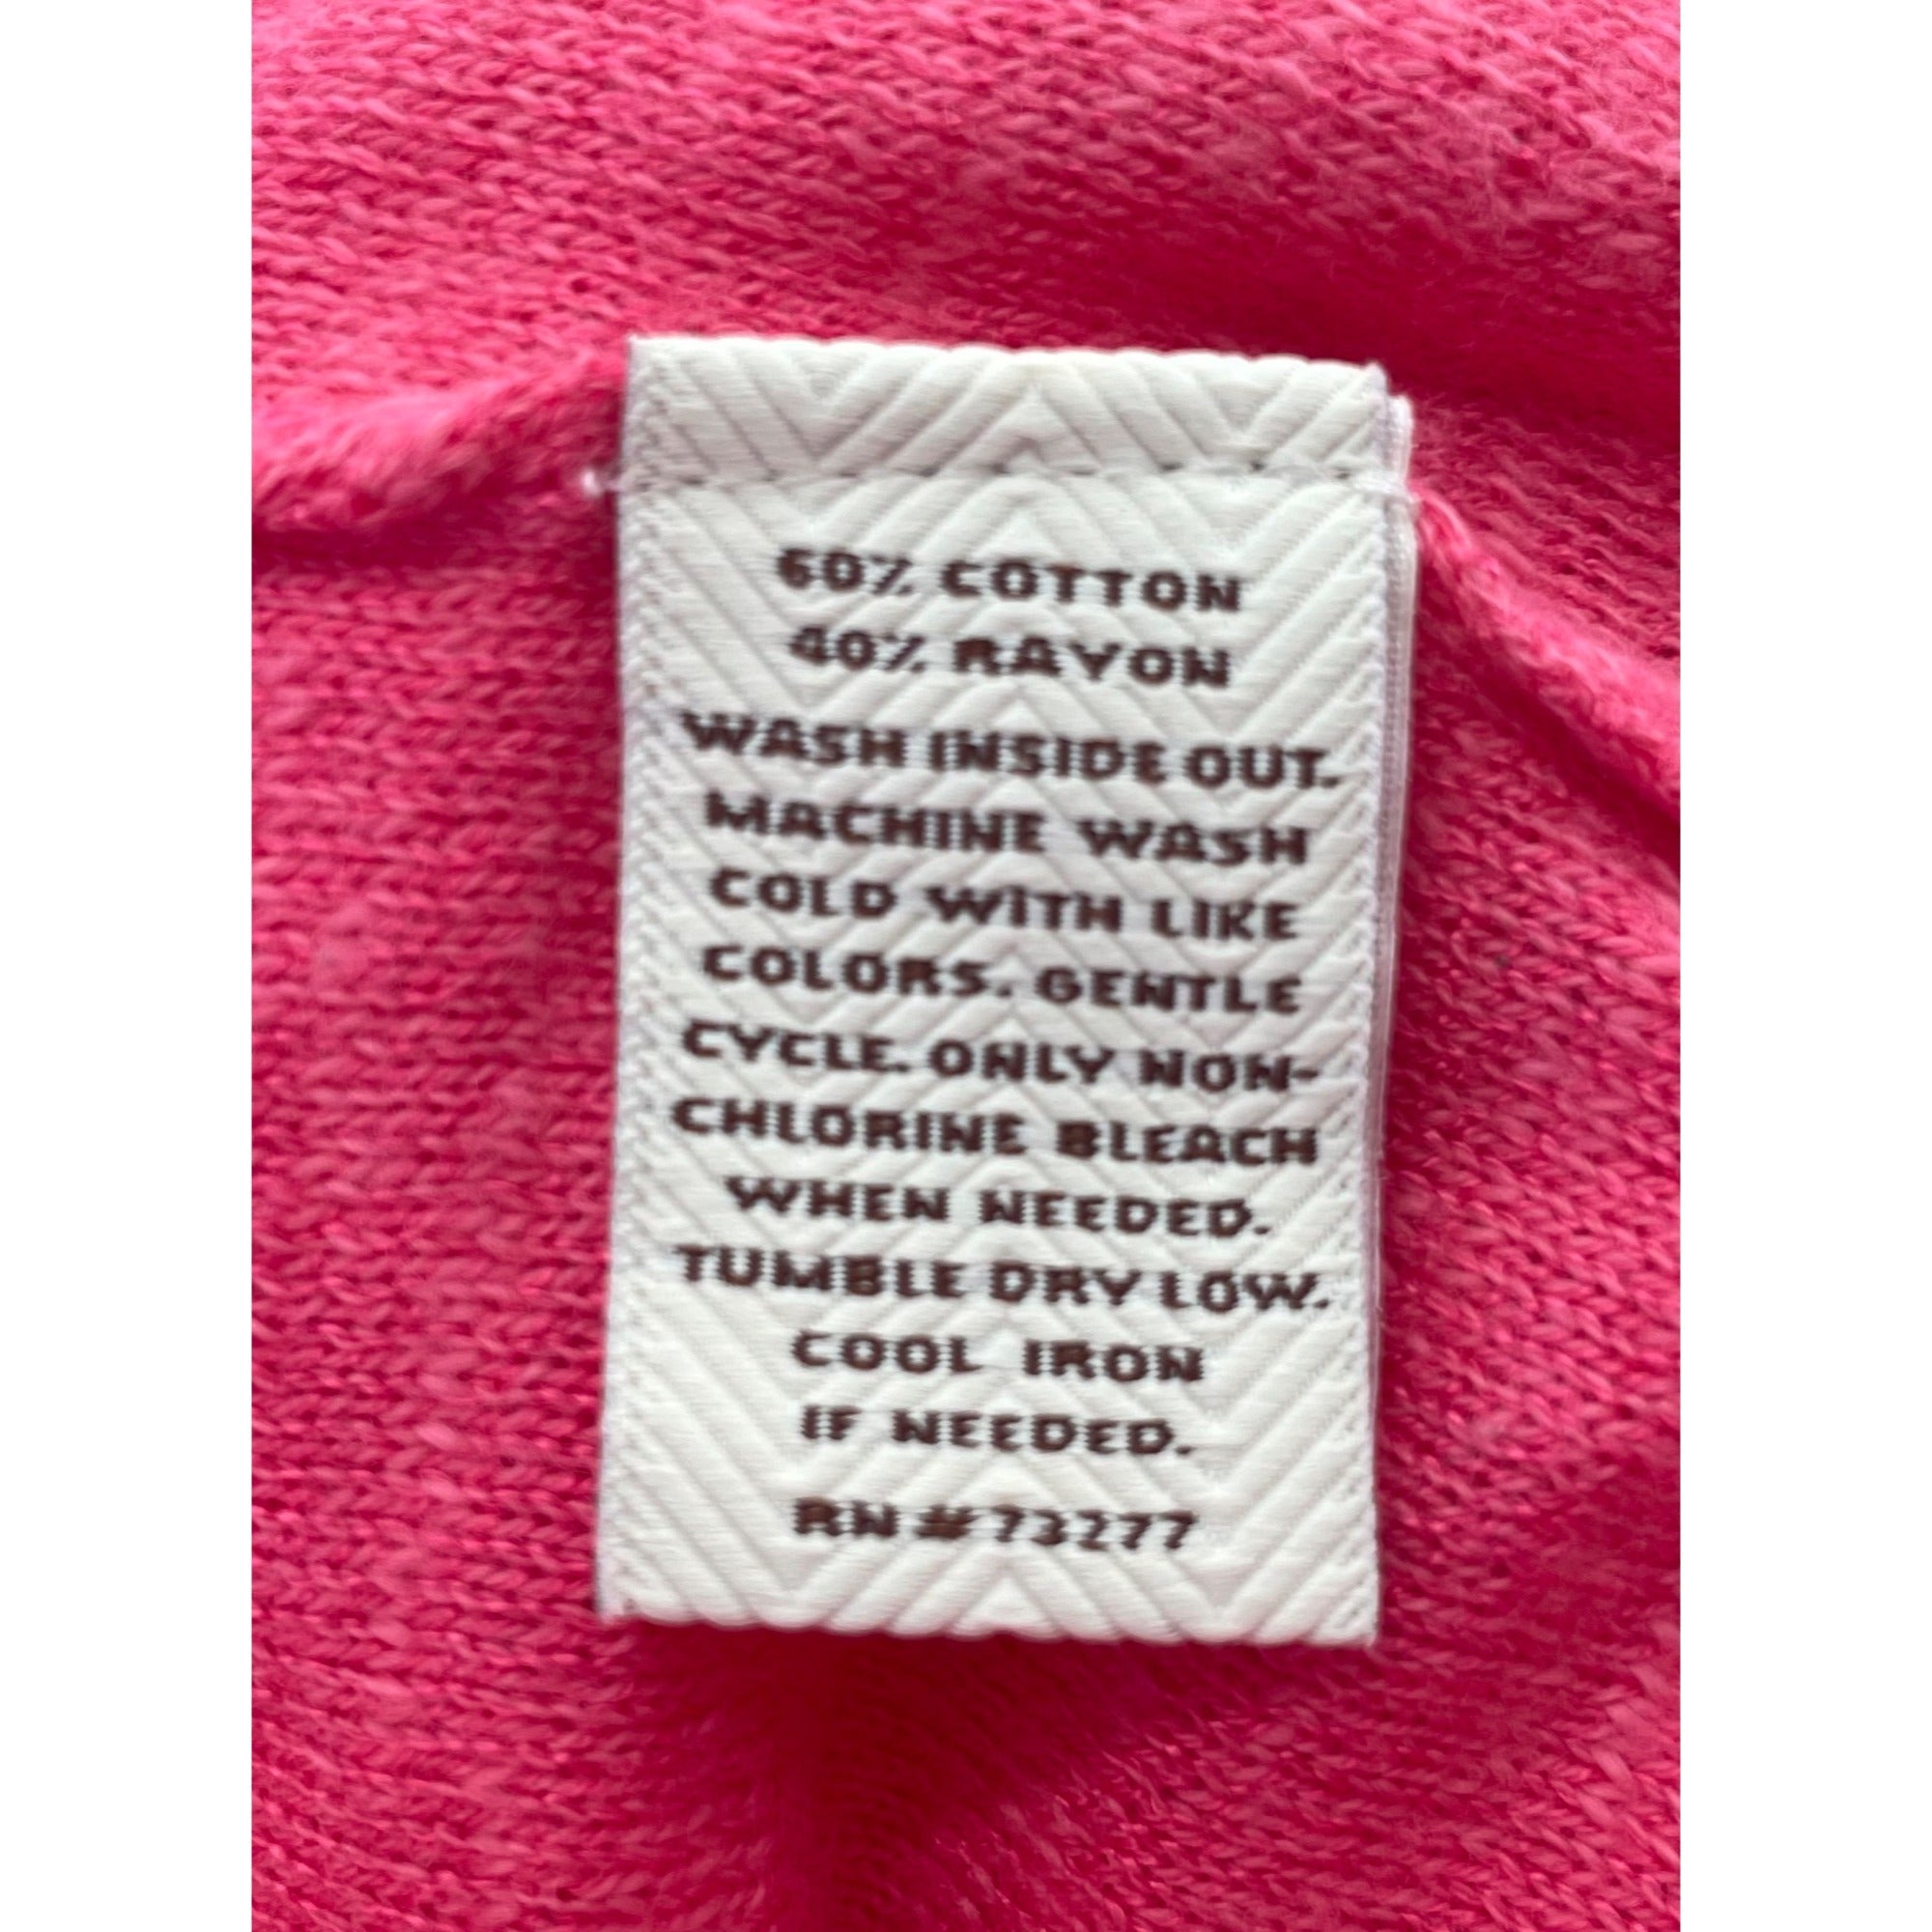 60% COTTON
40% RAYON
WASH INSIDE OUT.
MACHINE WASH
COLD WITH LIKE
COLORS. GENTLE
CYCLE. ONLY NON-
CHLORINE BLEACH
WHEN NEEDED.
TUMBLE DRY LOW.
COOL IRON
IF NEEDED.
RN#73277